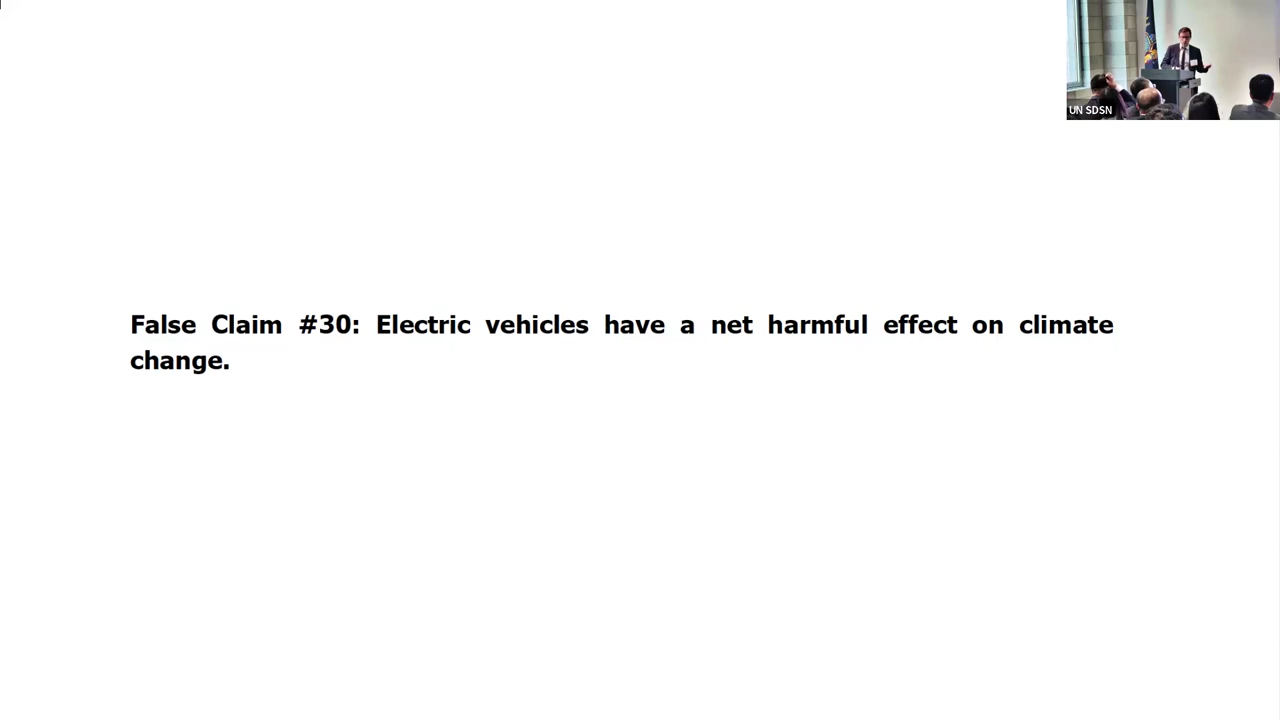 UN SDSN
False Claim #30: Electric vehicles have a net harmful effect on climate
change.